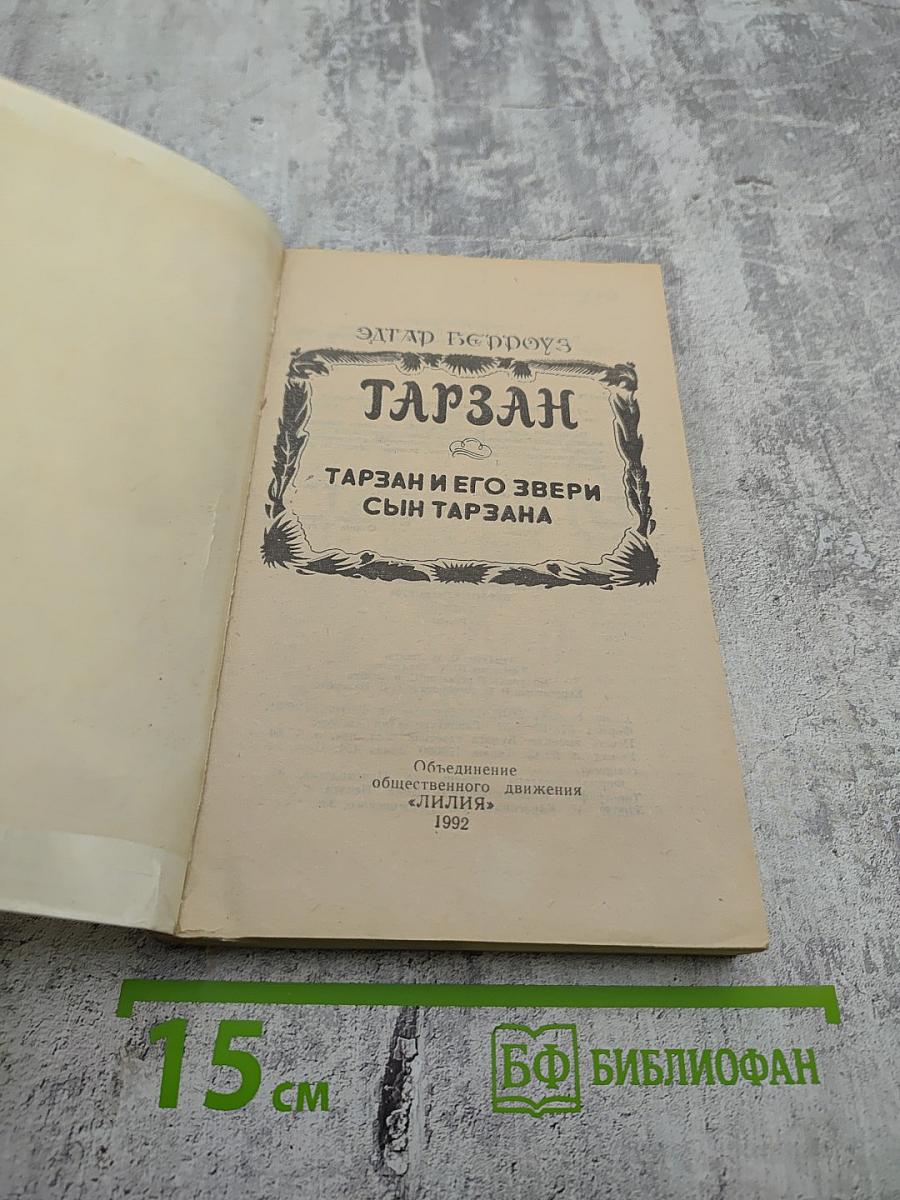 ЭДГАР БЕРРОУЗ
ТАРЗАН
ТАРЗАН И ЕГО ЗВЕРИ
СЫН ТАРЗАНА
Объединение
общественного движения
«ЛИЛИЯ»
1992
15 см
БФ БИБЛИОФАН